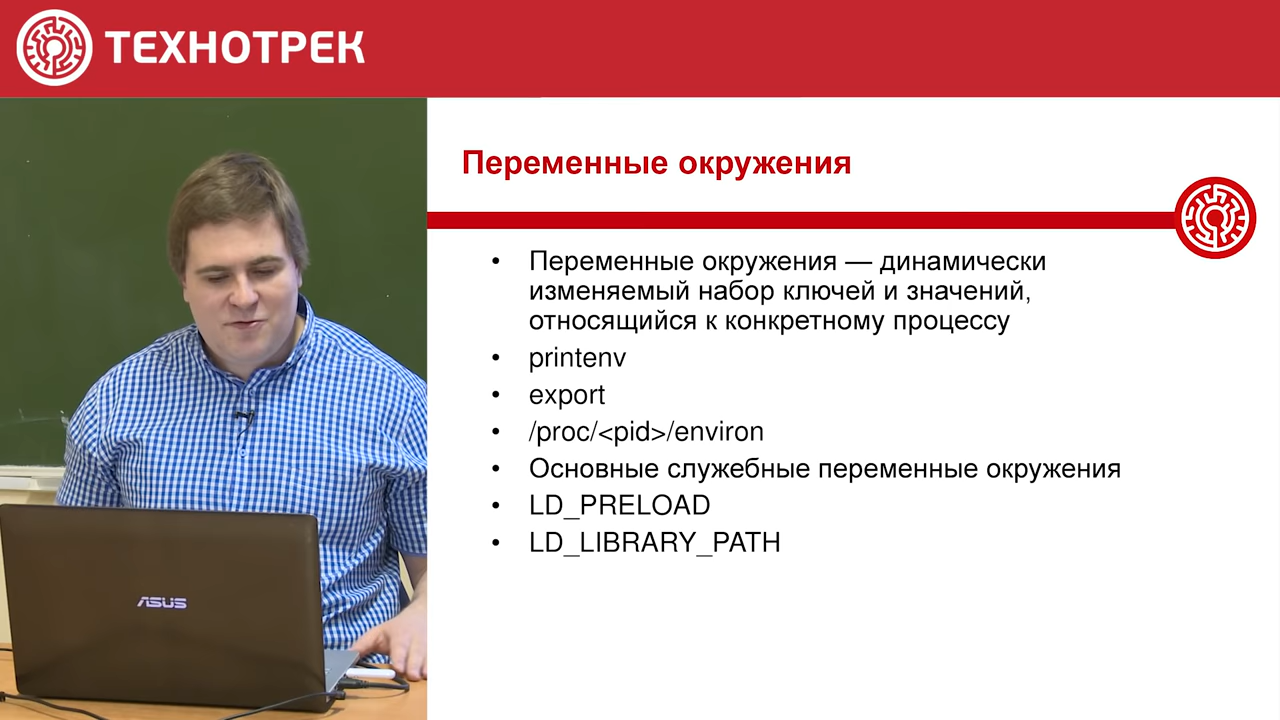 ТЕХНОТРЕК
Переменные окружения
• Переменные окружения — динамически
изменяемый набор ключей и значений,
относящийся к конкретному процессу
• printenv
• export
• /proc/<pid>/environ
• Основные служебные переменные окружения
• LD_PRELOAD
• LD_LIBRARY_PATH
ASUS